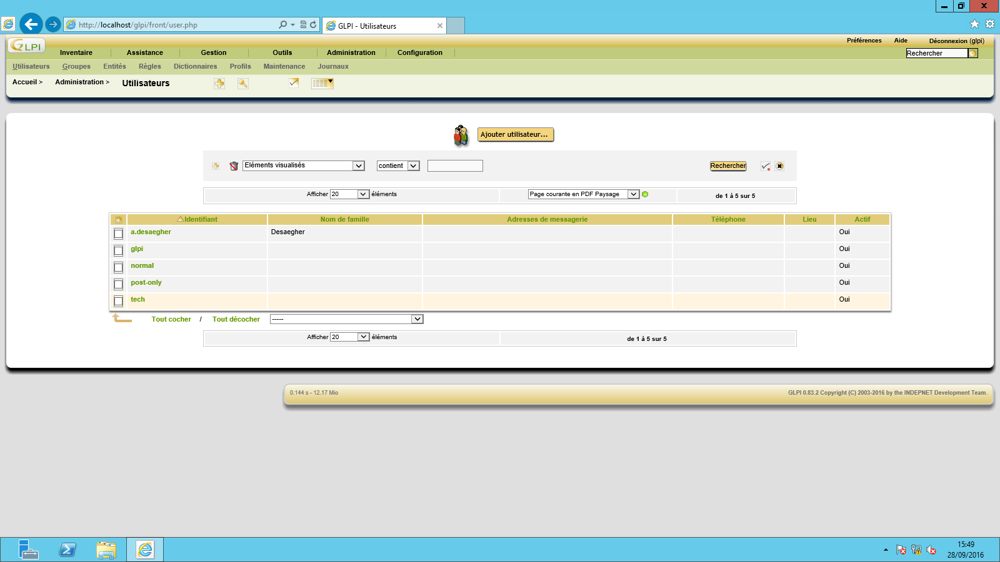 http://localhost/glpi/front/user.php
GLPI - Utilisateurs
GLPI
Préférences Aide Déconnexion (glpi)
Inventaire Assistance Gestion Outils Administration Configuration
Rechercher
Utilisateurs Groupes Entités Règles Dictionnaires Profils Maintenance Journaux
Accueil > Administration > Utilisateurs
Ajouter utilisateur...
Eléments visualisés contient Rechercher
Afficher 20 éléments Page courante en PDF Paysage de 1 à 5 sur 5
Identifiant Nom de famille Adresses de messagerie Téléphone Lieu Actif
a.desaegher Desaegher Oui
glpi Oui
normal Oui
post-only Oui
tech Oui
Tout cocher / Tout décocher -----
Afficher 20 éléments de 1 à 5 sur 5
0.144 s - 12.17 Mio GLPI 0.83.2 Copyright (C) 2003-2016 by the INDEPNET Development Team.
15:49
28/09/2016